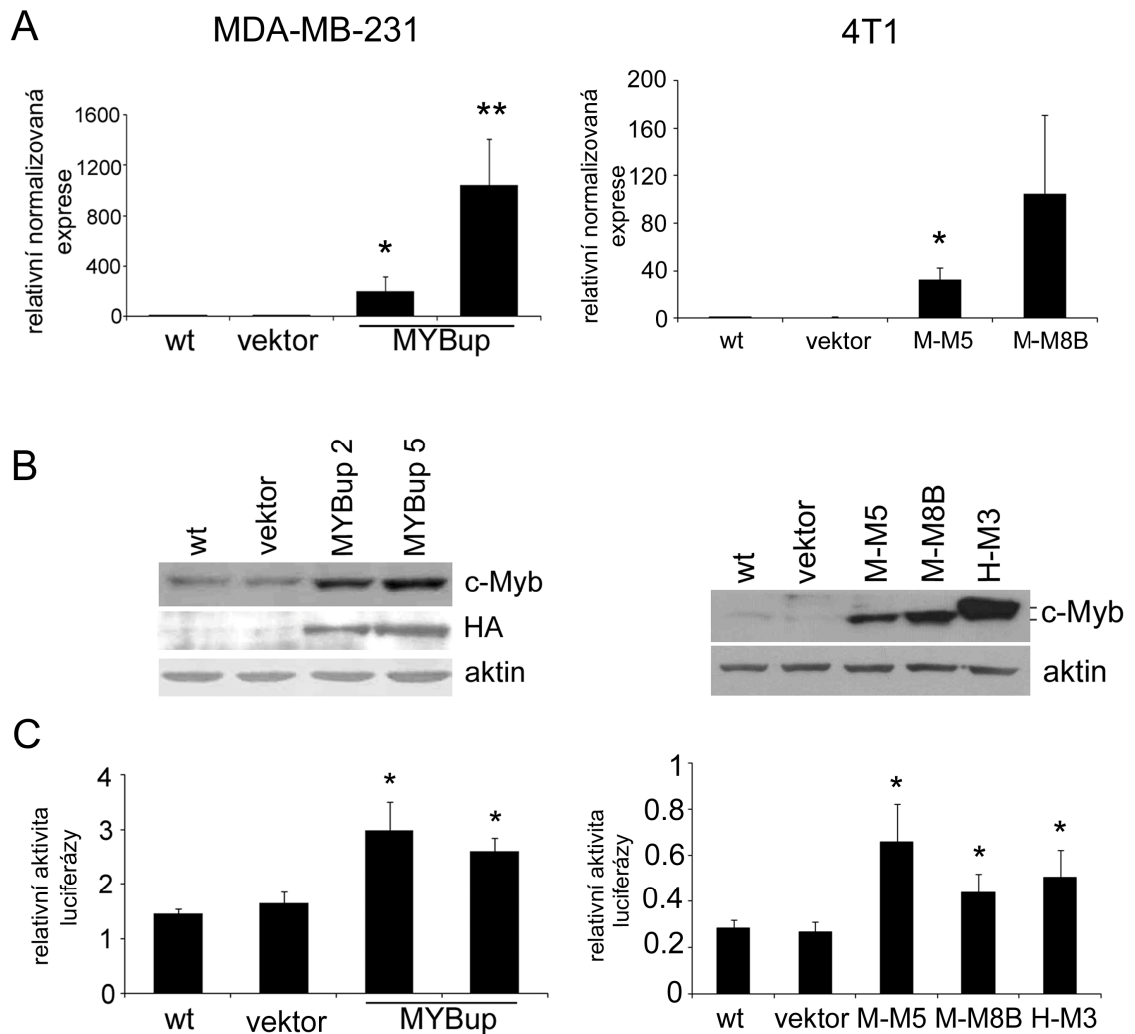 A
MDA-MB-231
4T1
relativní normalizovaná
exprese
1600
1200
800
400
0
*
**
wt
vektor
MYBup
relativní normalizovaná
exprese
200
160
120
80
40
0
*
wt
vektor
M-M5
M-M8B
B
wt
vektor
MYBup 2
MYBup 5
c-Myb
HA
aktin
wt
vektor
M-M5
M-M8B
H-M3
c-Myb
aktin
C
relativní aktivita
luciferázy
4
3
2
1
0
*
*
wt
vektor
MYBup
relativní aktivita
luciferázy
1
0.8
0.6
0.4
0.2
0
*
*
*
wt
vektor
M-M5
M-M8B
H-M3